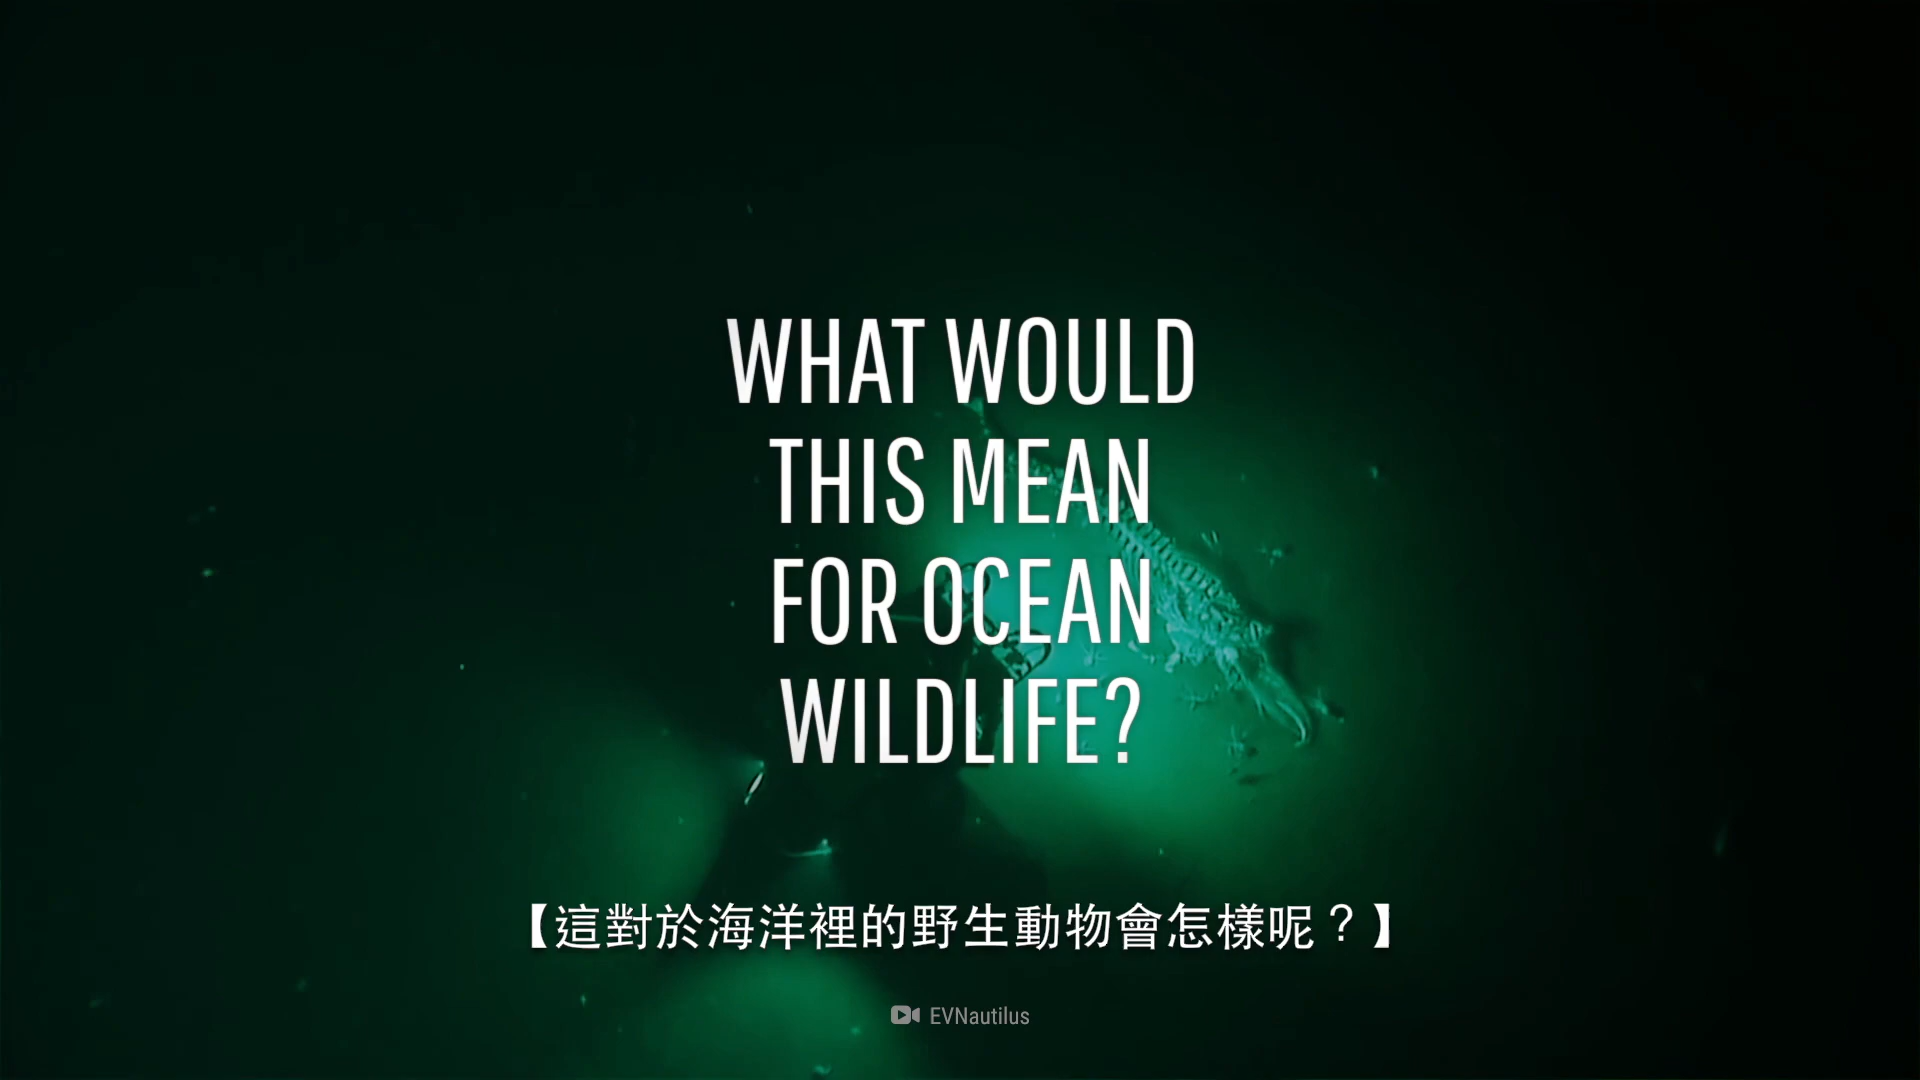 WHAT WOULD
THIS MEAN
FOR OCEAN
WILDLIFE?
【這對於海洋裡的野生動物會怎樣呢？】
EVNautilus